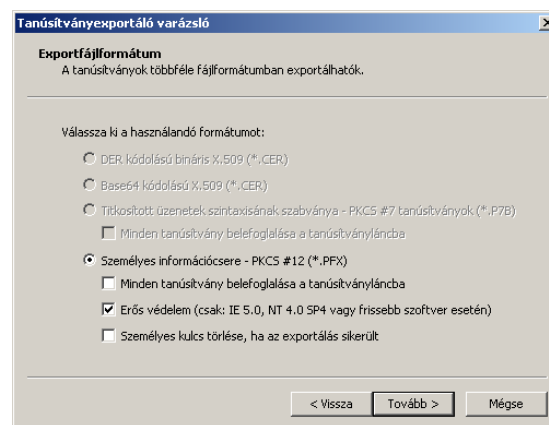 Tanúsítványexportáló varázsló
Exportfájlformátum
A tanúsítványok többféle fájlformátumban exportálhatók.
Válassza ki a használandó formátumot:
DER kódolású bináris X.509 (*.CER)
Base64 kódolású X.509 (*.CER)
Titkosított üzenetek szintaxisának szabványa - PKCS #7 tanúsítványok (*.P7B)
Minden tanúsítvány belefoglalása a tanúsítványláncba
Személyes információcsere - PKCS #12 (*.PFX)
Minden tanúsítvány belefoglalása a tanúsítványláncba
Erős védelem (csak: IE 5.0, NT 4.0 SP4 vagy frissebb szoftver esetén)
Személyes kulcs törlése, ha az exportálás sikerült
< Vissza Tovább > Mégse